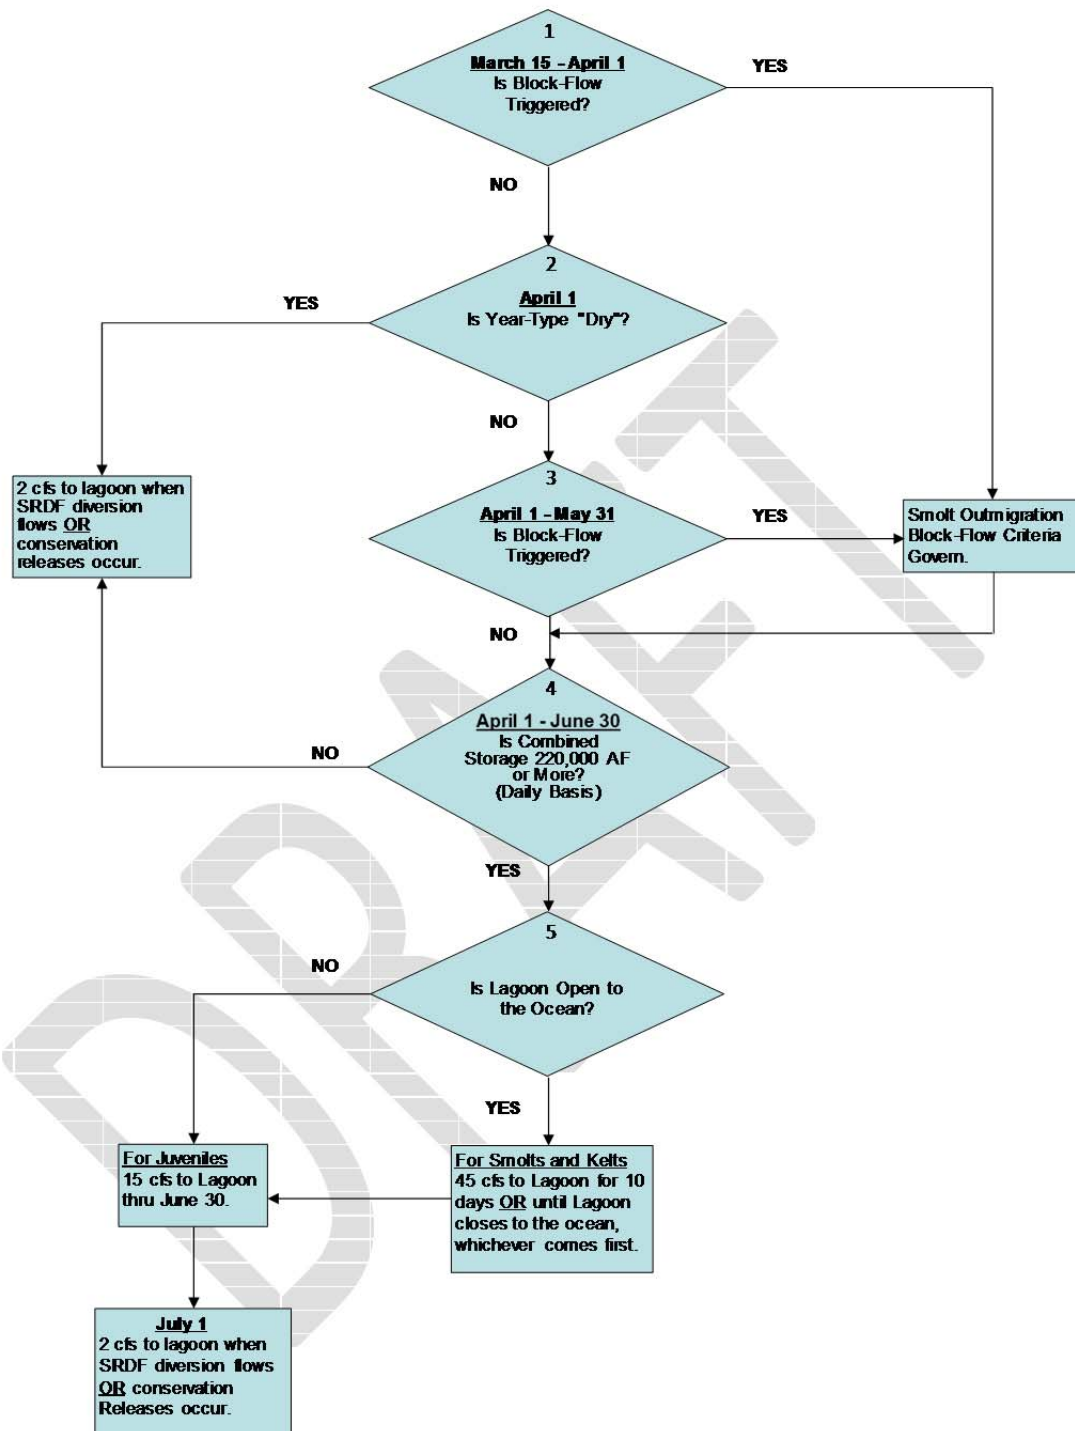 1
March 15 - April 1
Is Block-Flow
Triggered?
YES
NO
2
April 1
Is Year-Type "Dry"?
YES
NO
3
April 1 - May 31
Is Block-Flow
Triggered?
YES
NO
2 cfs to lagoon when
SRDF diversion
flows OR
conservation
releases occur.
Smolt Outmigration
Block-Flow Criteria
Govern.
4
April 1 - June 30
Is Combined
Storage 220,000 AF
or More?
(Daily Basis)
NO
YES
5
Is Lagoon Open to
the Ocean?
NO
YES
For Juveniles
15 cfs to Lagoon
thru June 30.
For Smolts and Kelts
45 cfs to Lagoon for 10
days OR until Lagoon
closes to the ocean,
whichever comes first.
July 1
2 cfs to lagoon when
SRDF diversion flows
OR conservation
Releases occur.
DRAFT